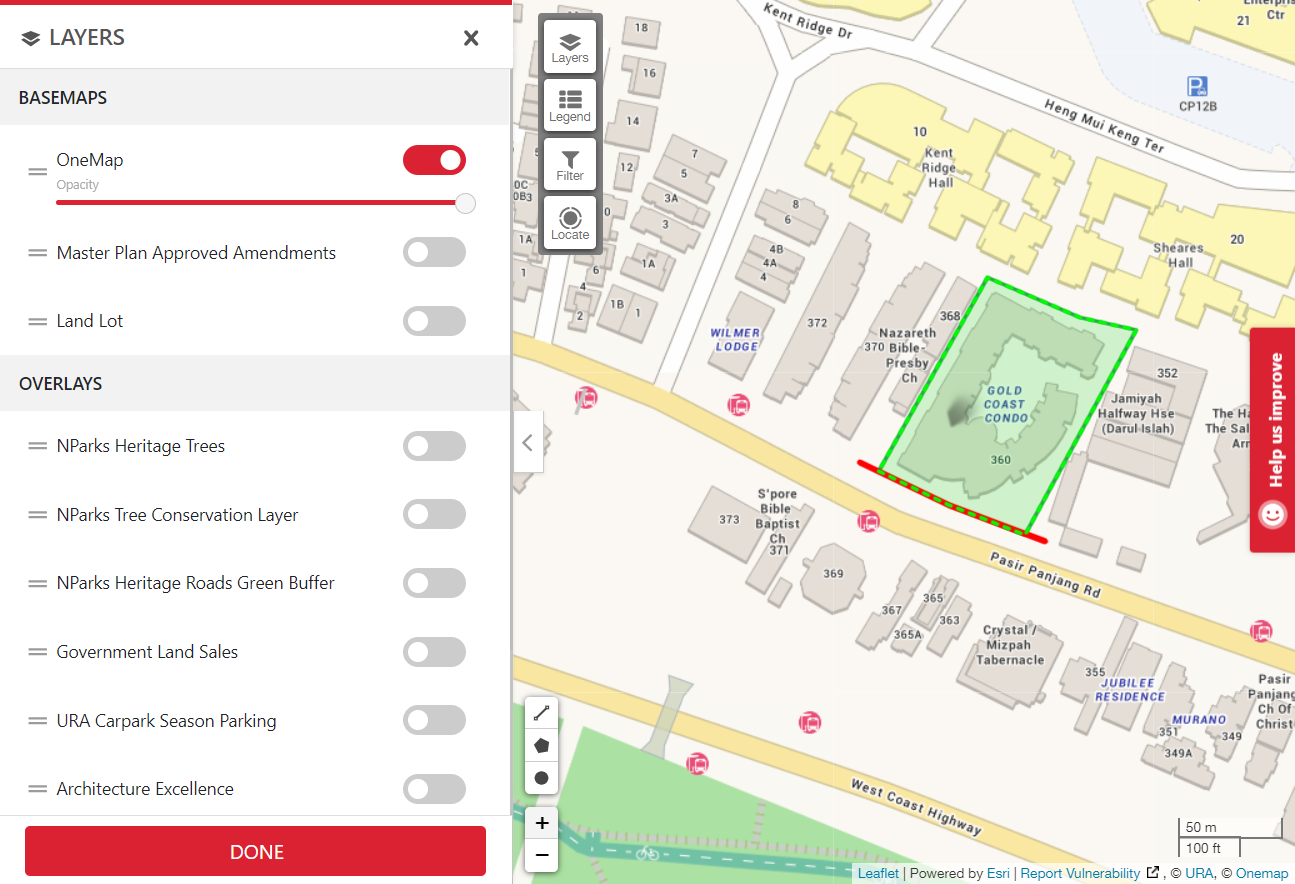 LAYERS
BASEMAPS
OneMap
Opacity
Master Plan Approved Amendments
Land Lot
OVERLAYS
NParks Heritage Trees
NParks Tree Conservation Layer
NParks Heritage Roads Green Buffer
Government Land Sales
URA Carpark Season Parking
Architecture Excellence
DONE
Layers
Legend
Filter
Locate
Kent Ridge Dr
Heng Mui Keng Ter
21
Ctr
P
CP12B
18
16
14
12
7
5
3A
3
1A
0C
0B3
0
1A
1
6
4
2
1B
1
8
6
4B
4A
4
10
Kent
Ridge
Hall
Sheares
Hall
20
WILMER
LODGE
372
368
Nazareth
370 Bible-
Presby
Ch
GOLD
COAST
CONDO
360
352
Jamiyah
Halfway Hse
(Darul Islah)
Help us improve
373
S'pore
Bible
Baptist
Ch
371
369
367
365
365A
363
Pasir Panjang Rd
Crystal /
Mizpah
Tabernacle
355
JUBILEE
RESIDENCE
MURANO
351
349
349A
Pasir
Panjang
Ch Of
Christ
West Coast Highway
+
−
50 m
100 ft
Leaflet | Powered by Esri | Report Vulnerability , © URA, © Onemap